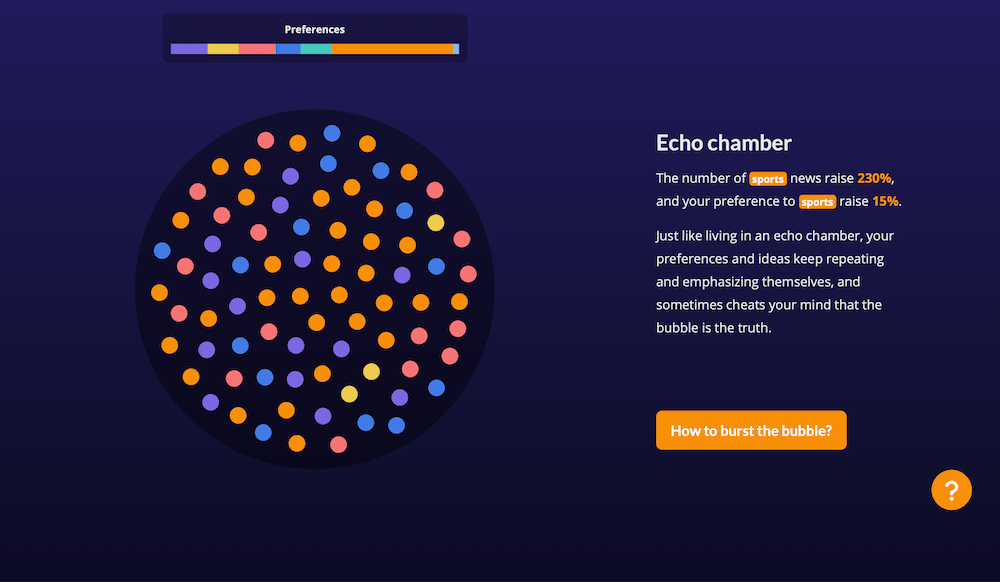 Preferences
Echo chamber
The number of sports news raise 230%,
and your preference to sports raise 15%.
Just like living in an echo chamber, your
preferences and ideas keep repeating
and emphasizing themselves, and
sometimes cheats your mind that the
bubble is the truth.
How to burst the bubble?
?